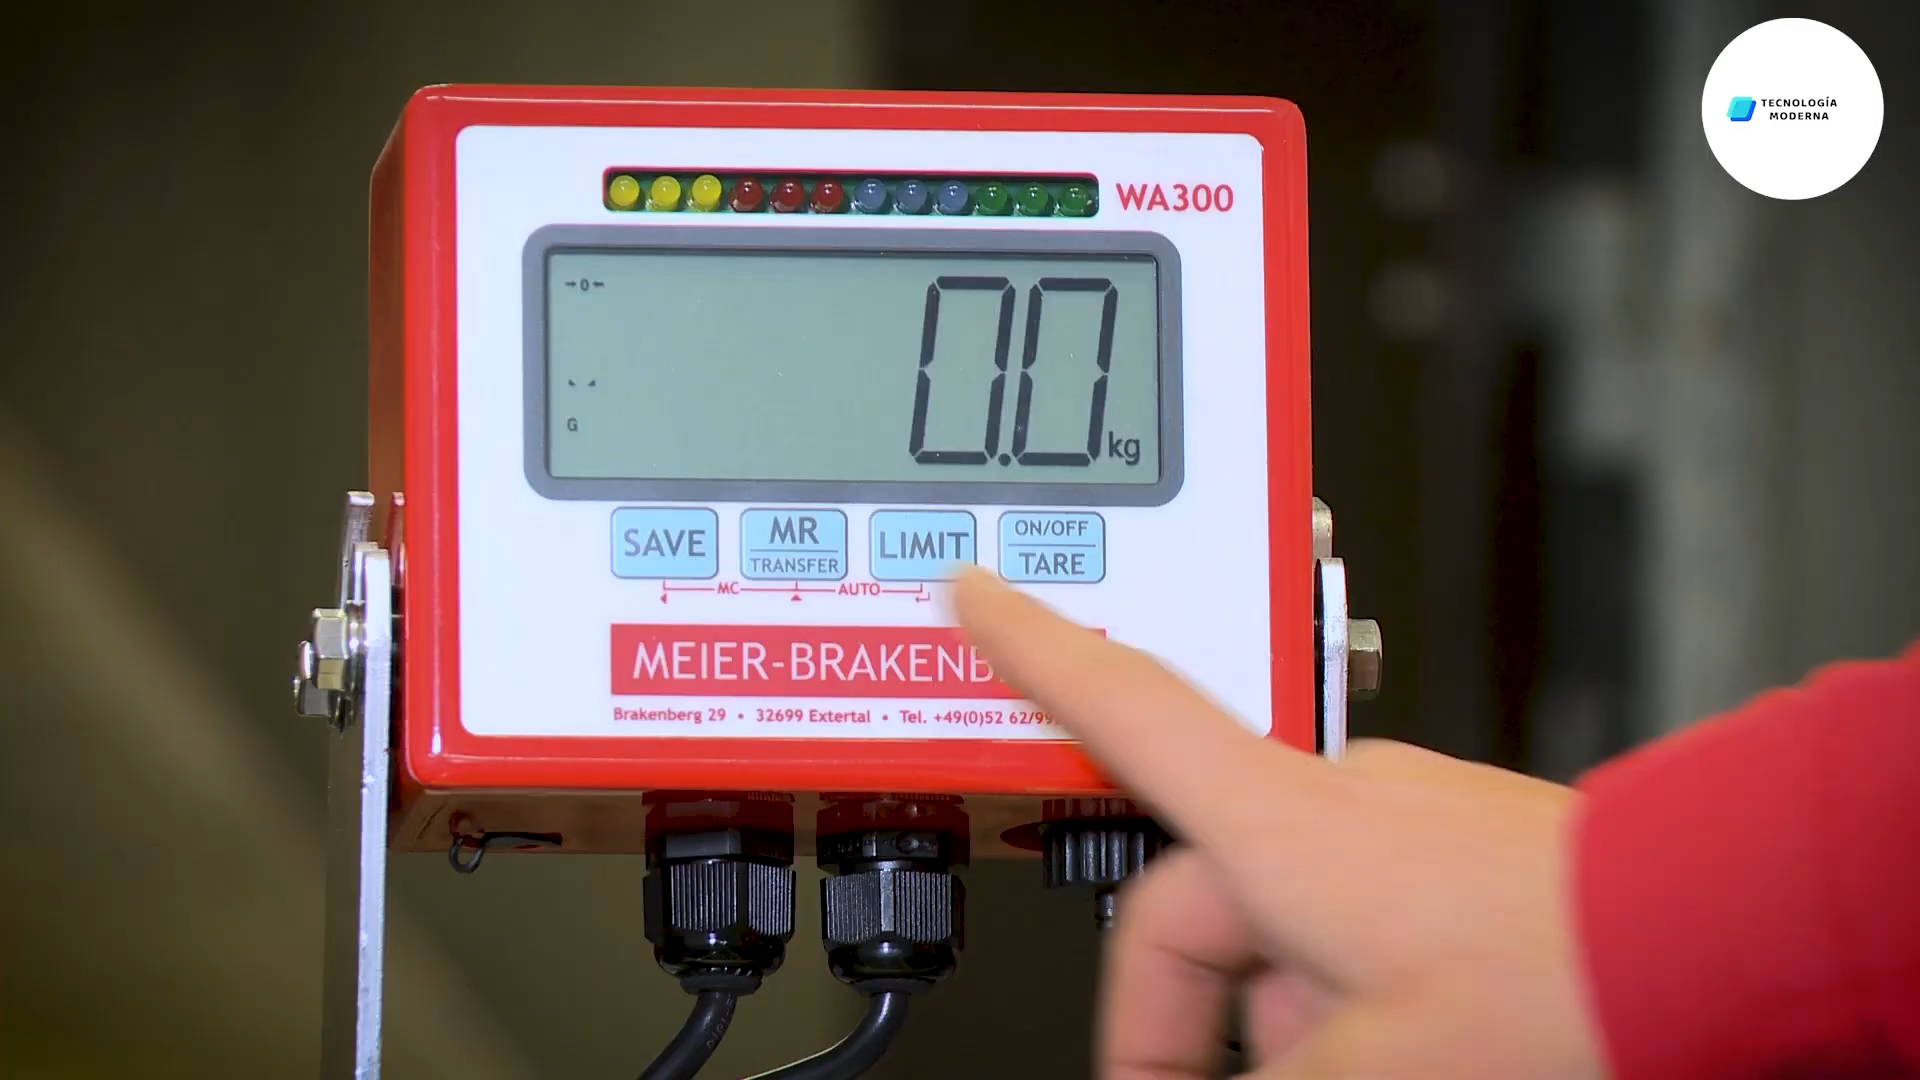 TECNOLOGÍA
MODERNA
WA300
→0←
0.0 kg
G
SAVE
MR
TRANSFER
LIMIT
ON/OFF
TARE
MC
AUTO
MEIER-BRAKENB
Brakenberg 29 • 32699 Extertal • Tel. +49(0)52 62/99